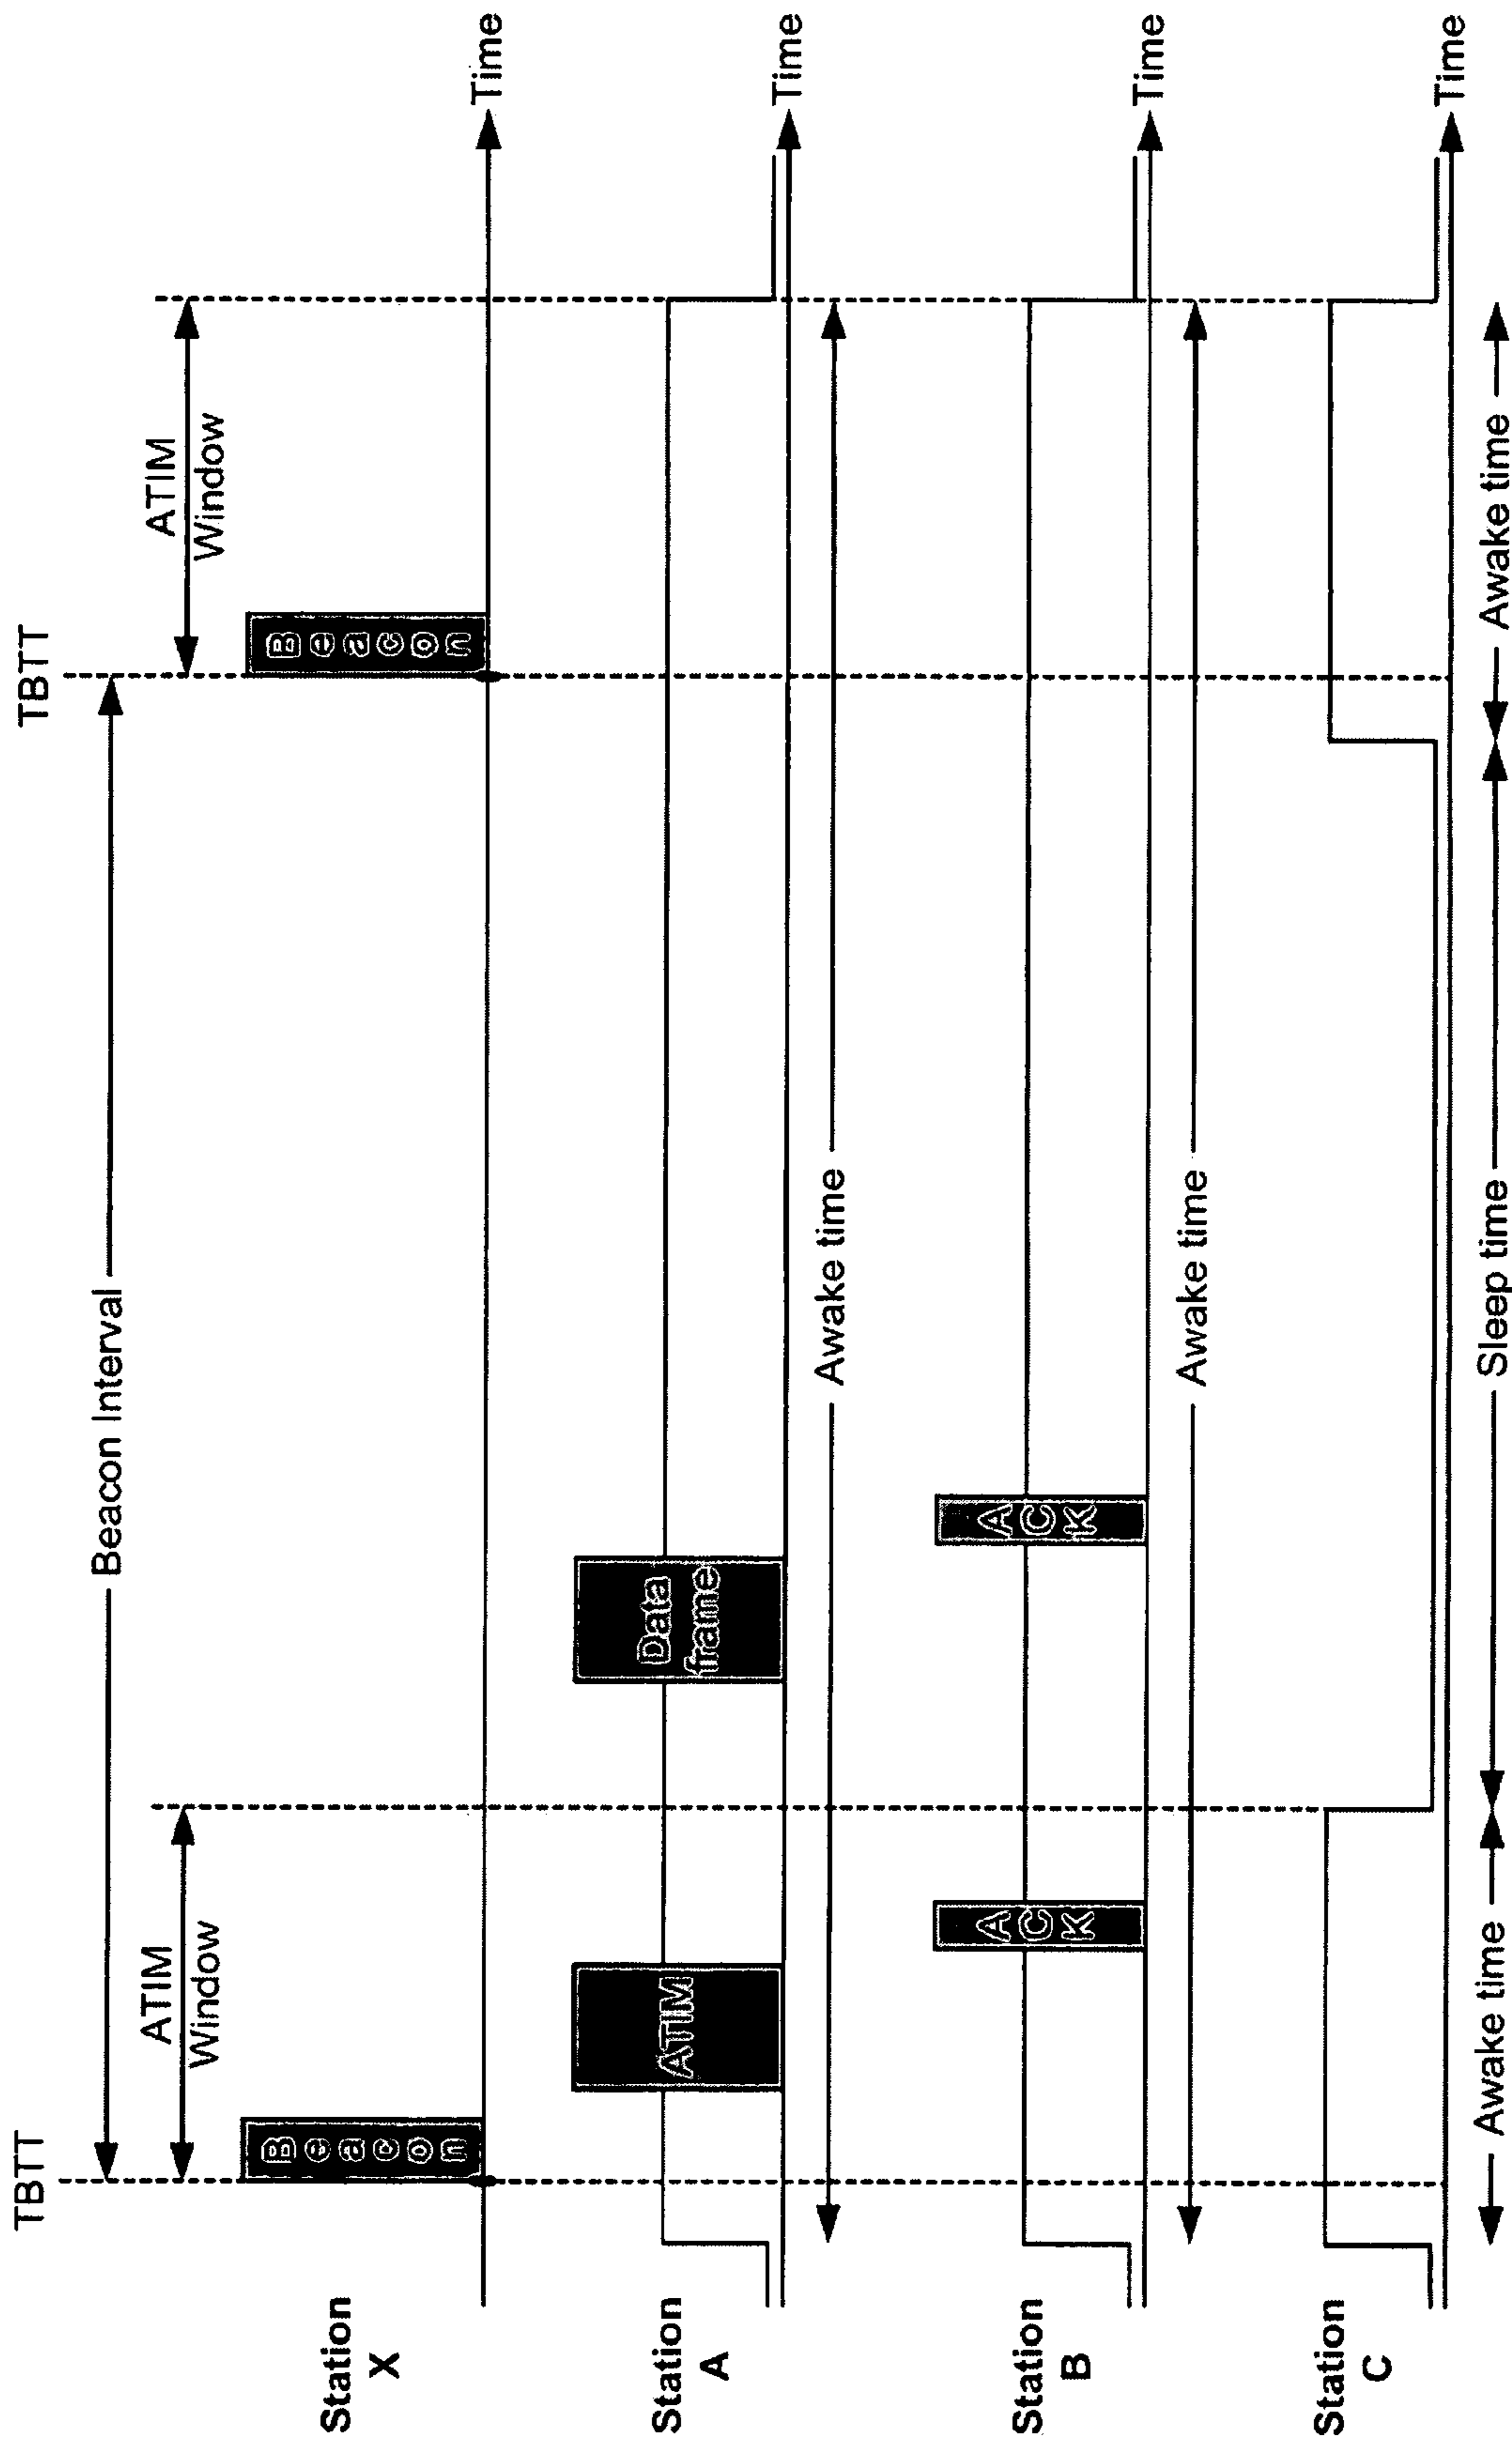 TBTT
TBTT
Beacon Interval
ATIM
Window
ATIM
Window
Station
X
Beacon
Beacon
Time
Station
A
ATIM
Data
frame
Time
Awake time
Station
B
ACK
ACK
Time
Awake time
Station
C
Time
Awake time
Sleep time
Awake time